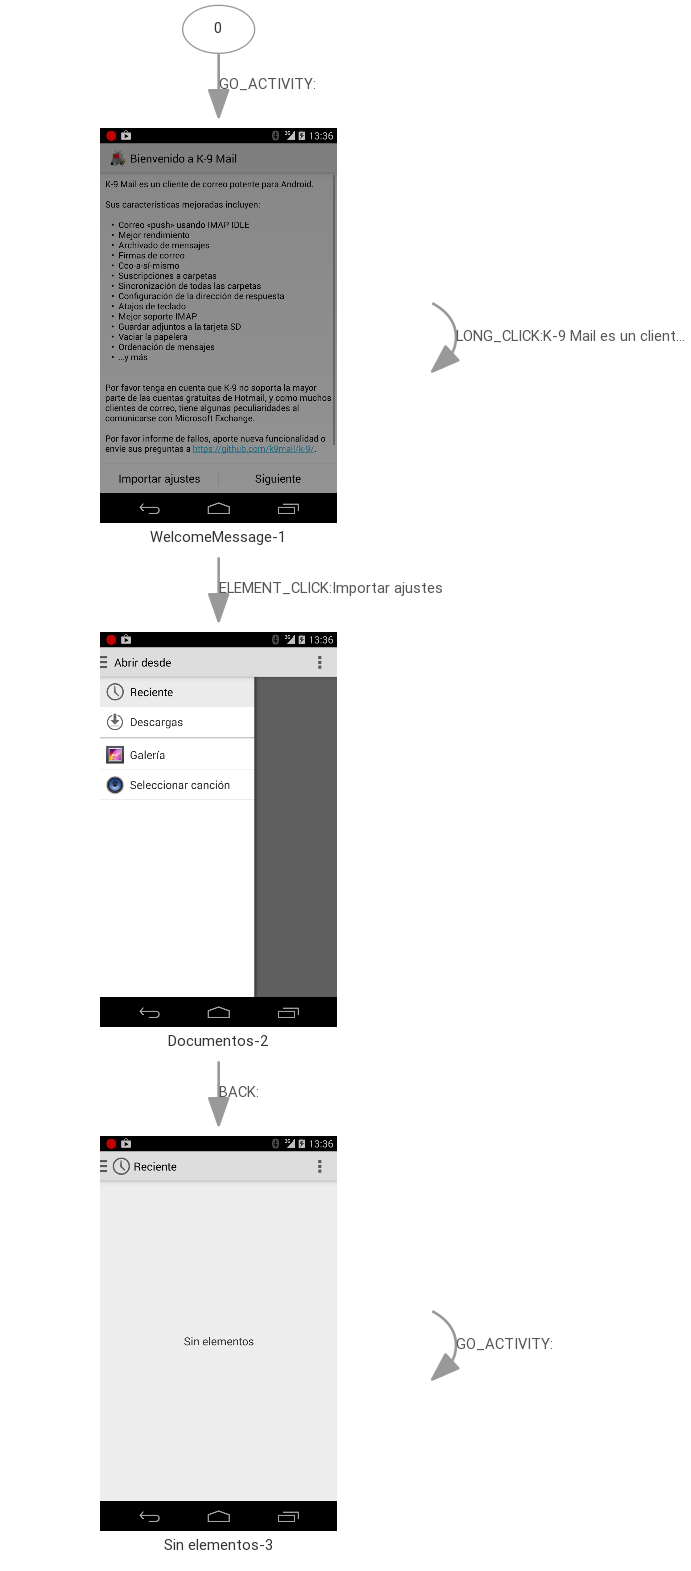 0
GO_ACTIVITY:
13:36
Bienvenido a K-9 Mail
K-9 Mail es un cliente de correo potente para Android.
Sus características mejoradas incluyen:
• Correo «push» usando IMAP IDLE
• Mejor rendimiento
• Archivado de mensajes
• Firmas de correo
• Cco-a-sí-mismo
• Suscripciones a carpetas
• Sincronización de todas las carpetas
• Configuración de la dirección de respuesta
• Atajos de teclado
• Mejor soporte IMAP
• Guardar adjuntos a la tarjeta SD
• Vaciar la papelera
• Ordenación de mensajes
• ...y más
LONG_CLICK:K-9 Mail es un client...
Por favor tenga en cuenta que K-9 no soporta la mayor
parte de las cuentas gratuitas de Hotmail, y como muchos
clientes de correo, tiene algunas peculiaridades al
comunicarse con Microsoft Exchange.
Por favor informe de fallos, aporte nueva funcionalidad o
envíe sus preguntas a https://github.com/k9mail/k-9/.
Importar ajustes Siguiente
WelcomeMessage-1
ELEMENT_CLICK:Importar ajustes
13:36
Abrir desde
Reciente
Descargas
Galería
Seleccionar canción
Documentos-2
BACK:
13:36
Reciente
Sin elementos
GO_ACTIVITY:
Sin elementos-3